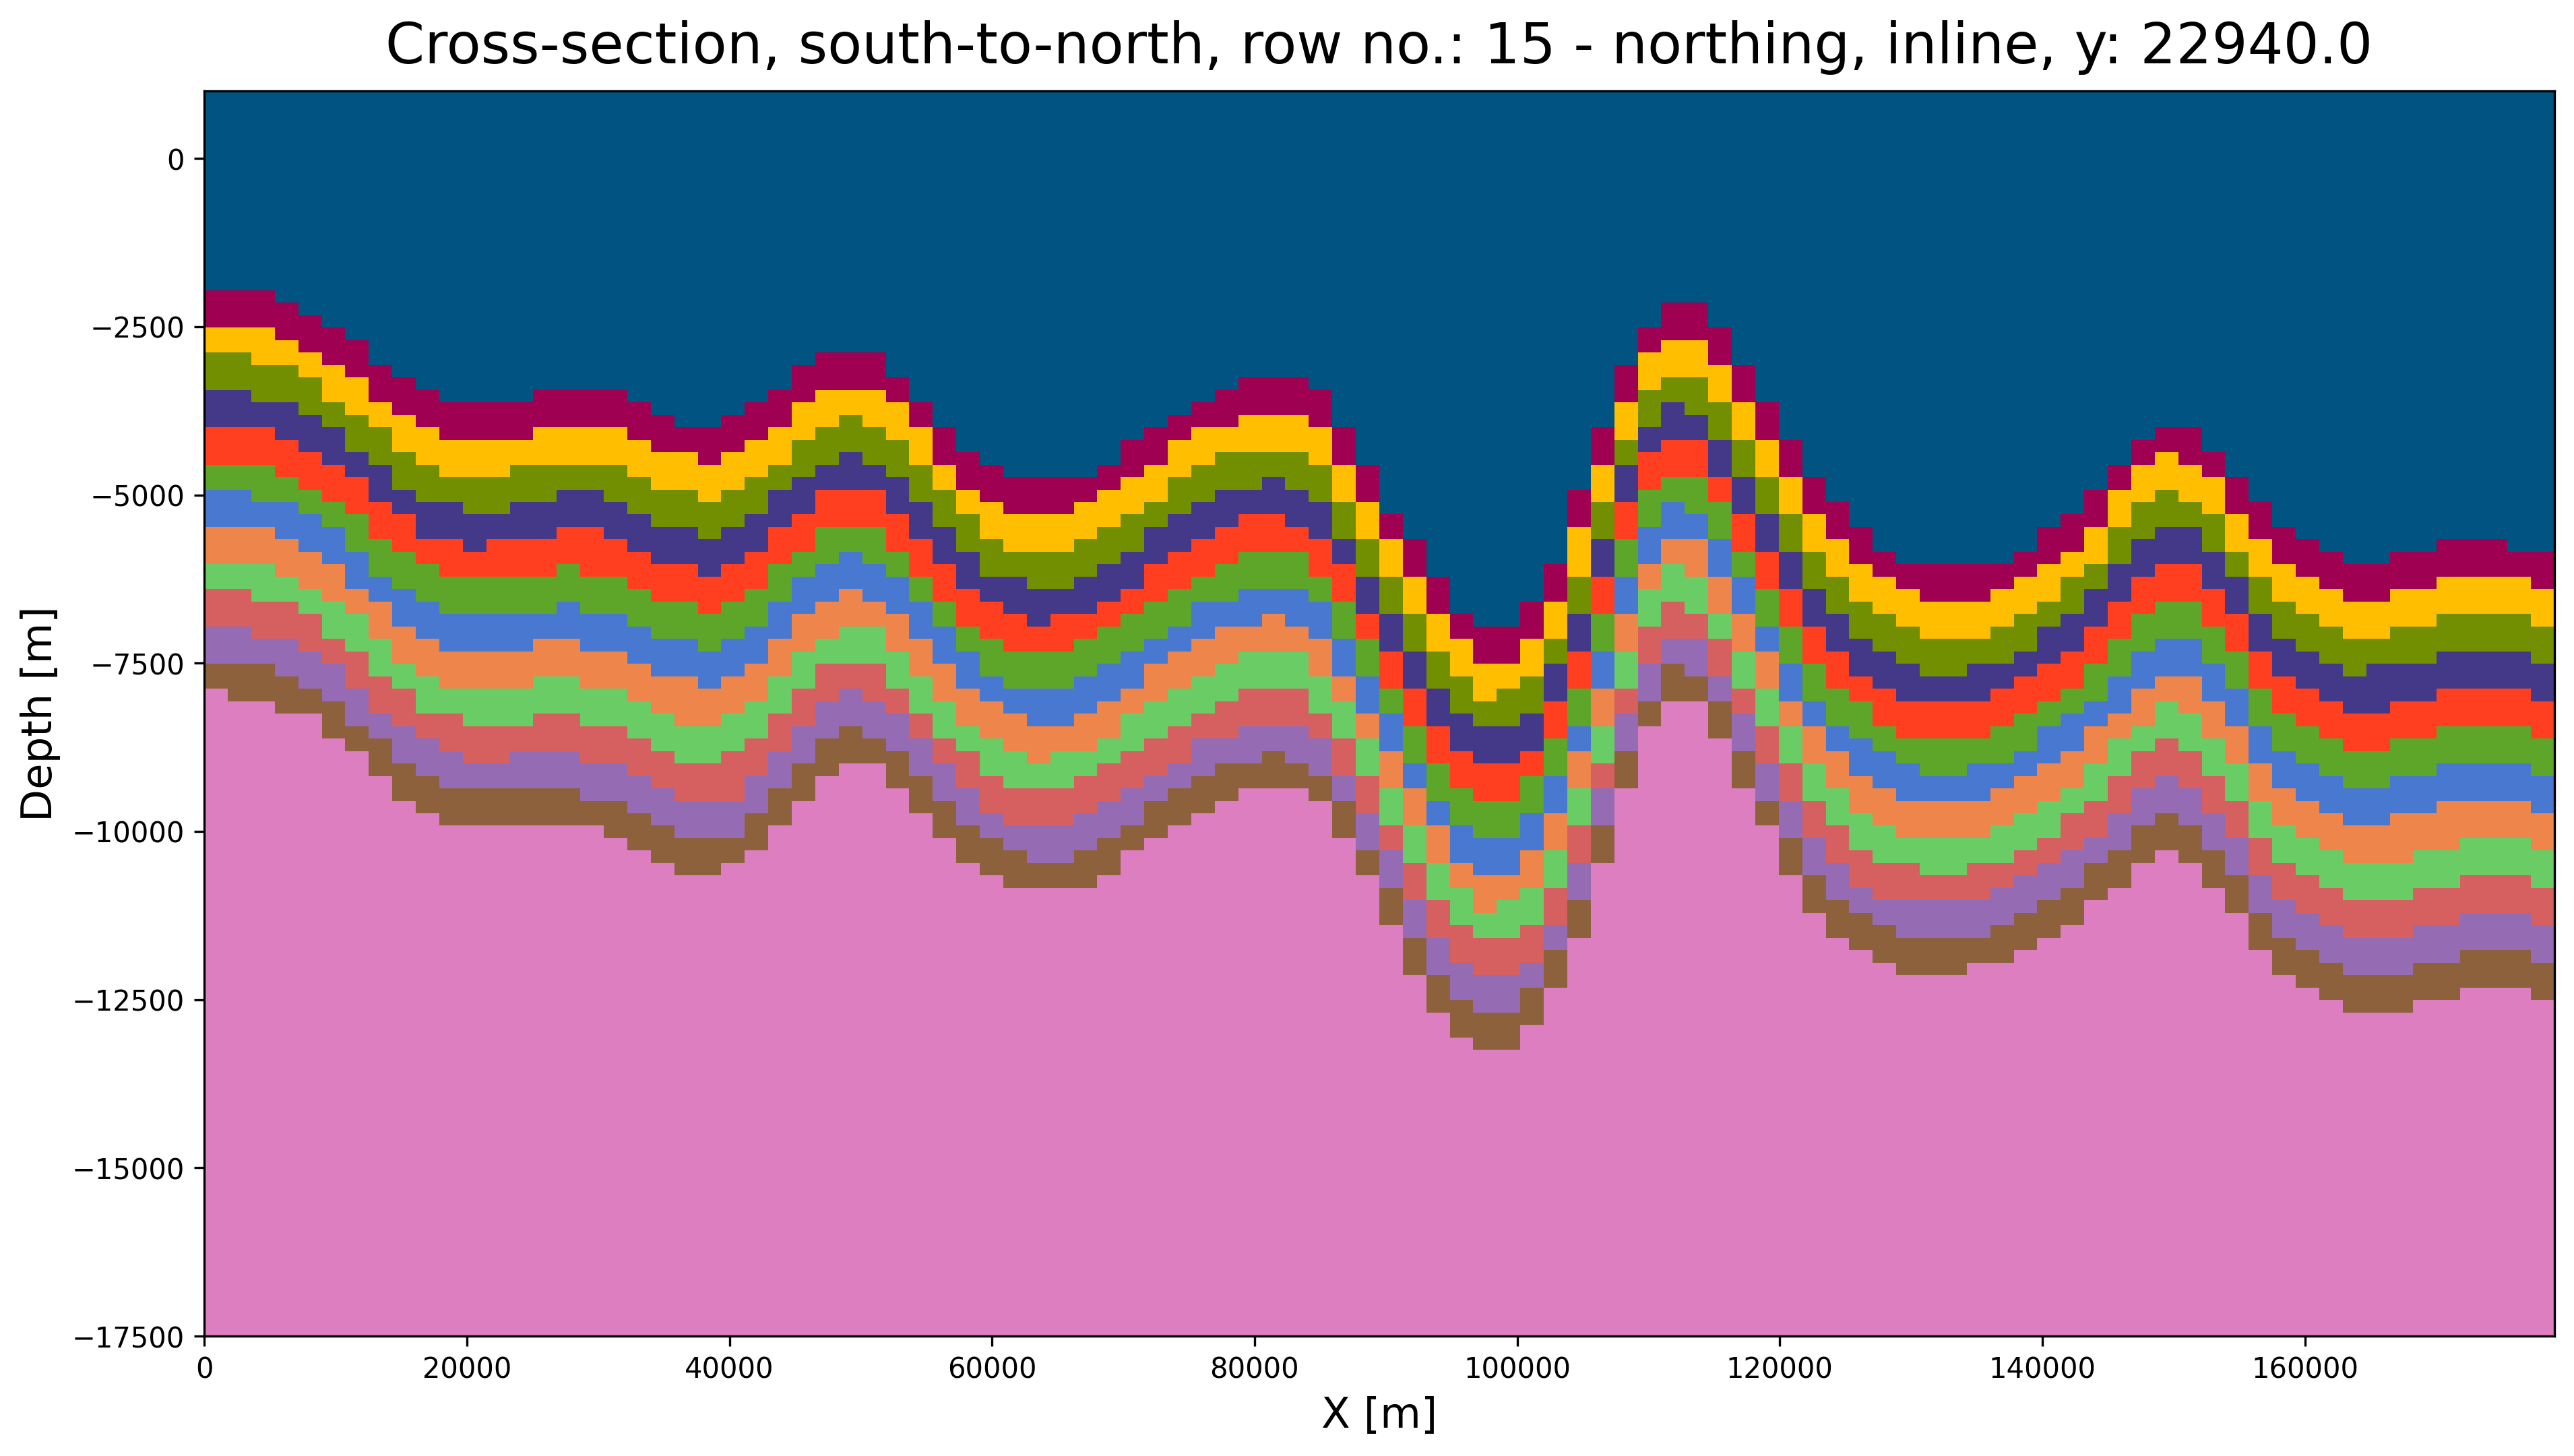 Cross-section, south-to-north, row no.: 15 - northing, inline, y: 22940.0
0
−2500
−5000
−7500
−10000
−12500
−15000
−17500
Depth [m]
0 20000 40000 60000 80000 100000 120000 140000 160000
X [m]